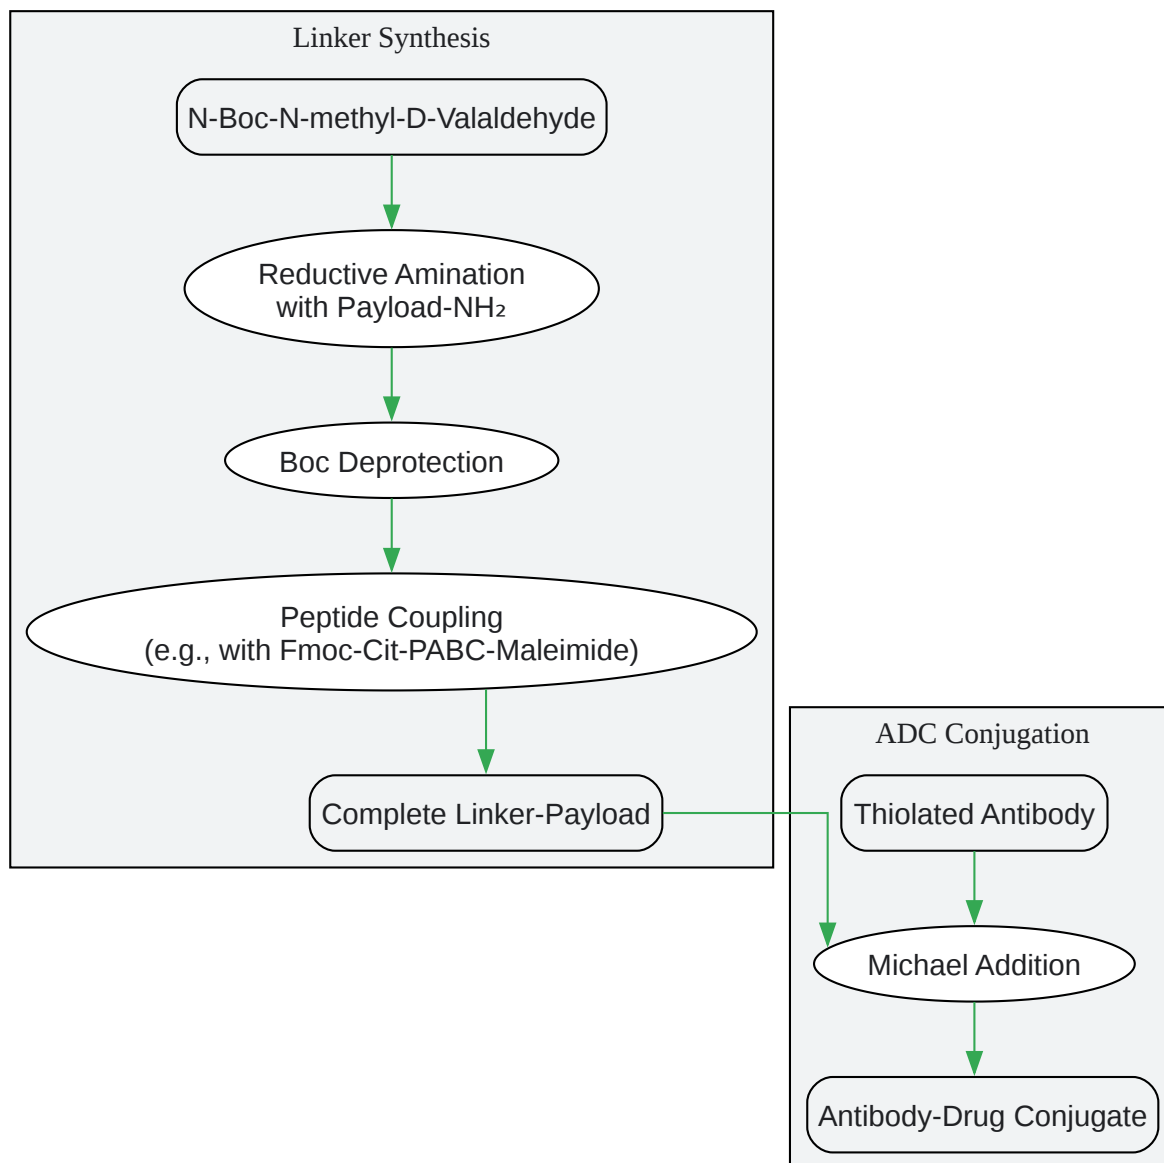 Linker Synthesis
N-Boc-N-methyl-D-Valaldehyde
Reductive Amination
with Payload-NH₂
Boc Deprotection
Peptide Coupling
(e.g., with Fmoc-Cit-PABC-Maleimide)
Complete Linker-Payload
ADC Conjugation
Thiolated Antibody
Michael Addition
Antibody-Drug Conjugate